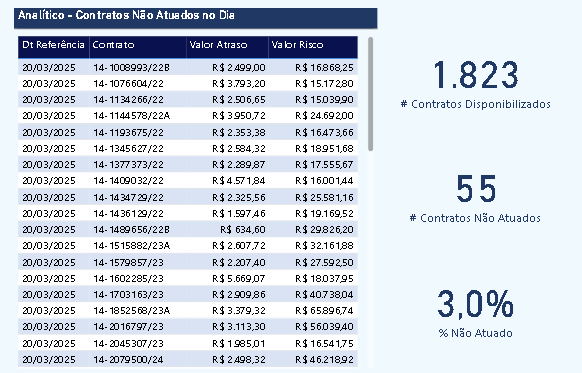 Analítico - Contratos Não Atuados no Dia
Dt Referência Contrato Valor Atraso Valor Risco
20/03/2025 14-1008993/22B R$ 2.499,00 R$ 16.868,25
20/03/2025 14-1076604/22 R$ 3.793,20 R$ 15.172,80
20/03/2025 14-1134266/22 R$ 2.506,65 R$ 15.039,90
20/03/2025 14-1144578/22A R$ 3.950,72 R$ 24.692,00
20/03/2025 14-1193675/22 R$ 2.353,38 R$ 16.473,66
20/03/2025 14-1345627/22 R$ 2.584,32 R$ 18.951,68
20/03/2025 14-1377373/22 R$ 2.289,87 R$ 17.555,67
20/03/2025 14-1409032/22 R$ 4.571,84 R$ 16.001,44
20/03/2025 14-1434729/22 R$ 2.325,56 R$ 25.581,16
20/03/2025 14-1436129/22 R$ 1.597,46 R$ 19.169,52
20/03/2025 14-1489656/22B R$ 634,60 R$ 29.826,20
20/03/2025 14-1515882/23A R$ 2.607,72 R$ 32.161,88
20/03/2025 14-1579857/23 R$ 2.207,40 R$ 27.592,50
20/03/2025 14-1602285/23 R$ 5.669,07 R$ 18.037,95
20/03/2025 14-1703163/23 R$ 2.909,86 R$ 40.738,04
20/03/2025 14-1852568/23A R$ 3.379,32 R$ 65.896,74
20/03/2025 14-2016797/23 R$ 3.113,30 R$ 56.039,40
20/03/2025 14-2045307/23 R$ 1.985,01 R$ 16.541,75
20/03/2025 14-2079500/24 R$ 2.498,32 R$ 46.218,92
1.823
# Contratos Disponibilizados
55
# Contratos Não Atuados
3,0%
% Não Atuado